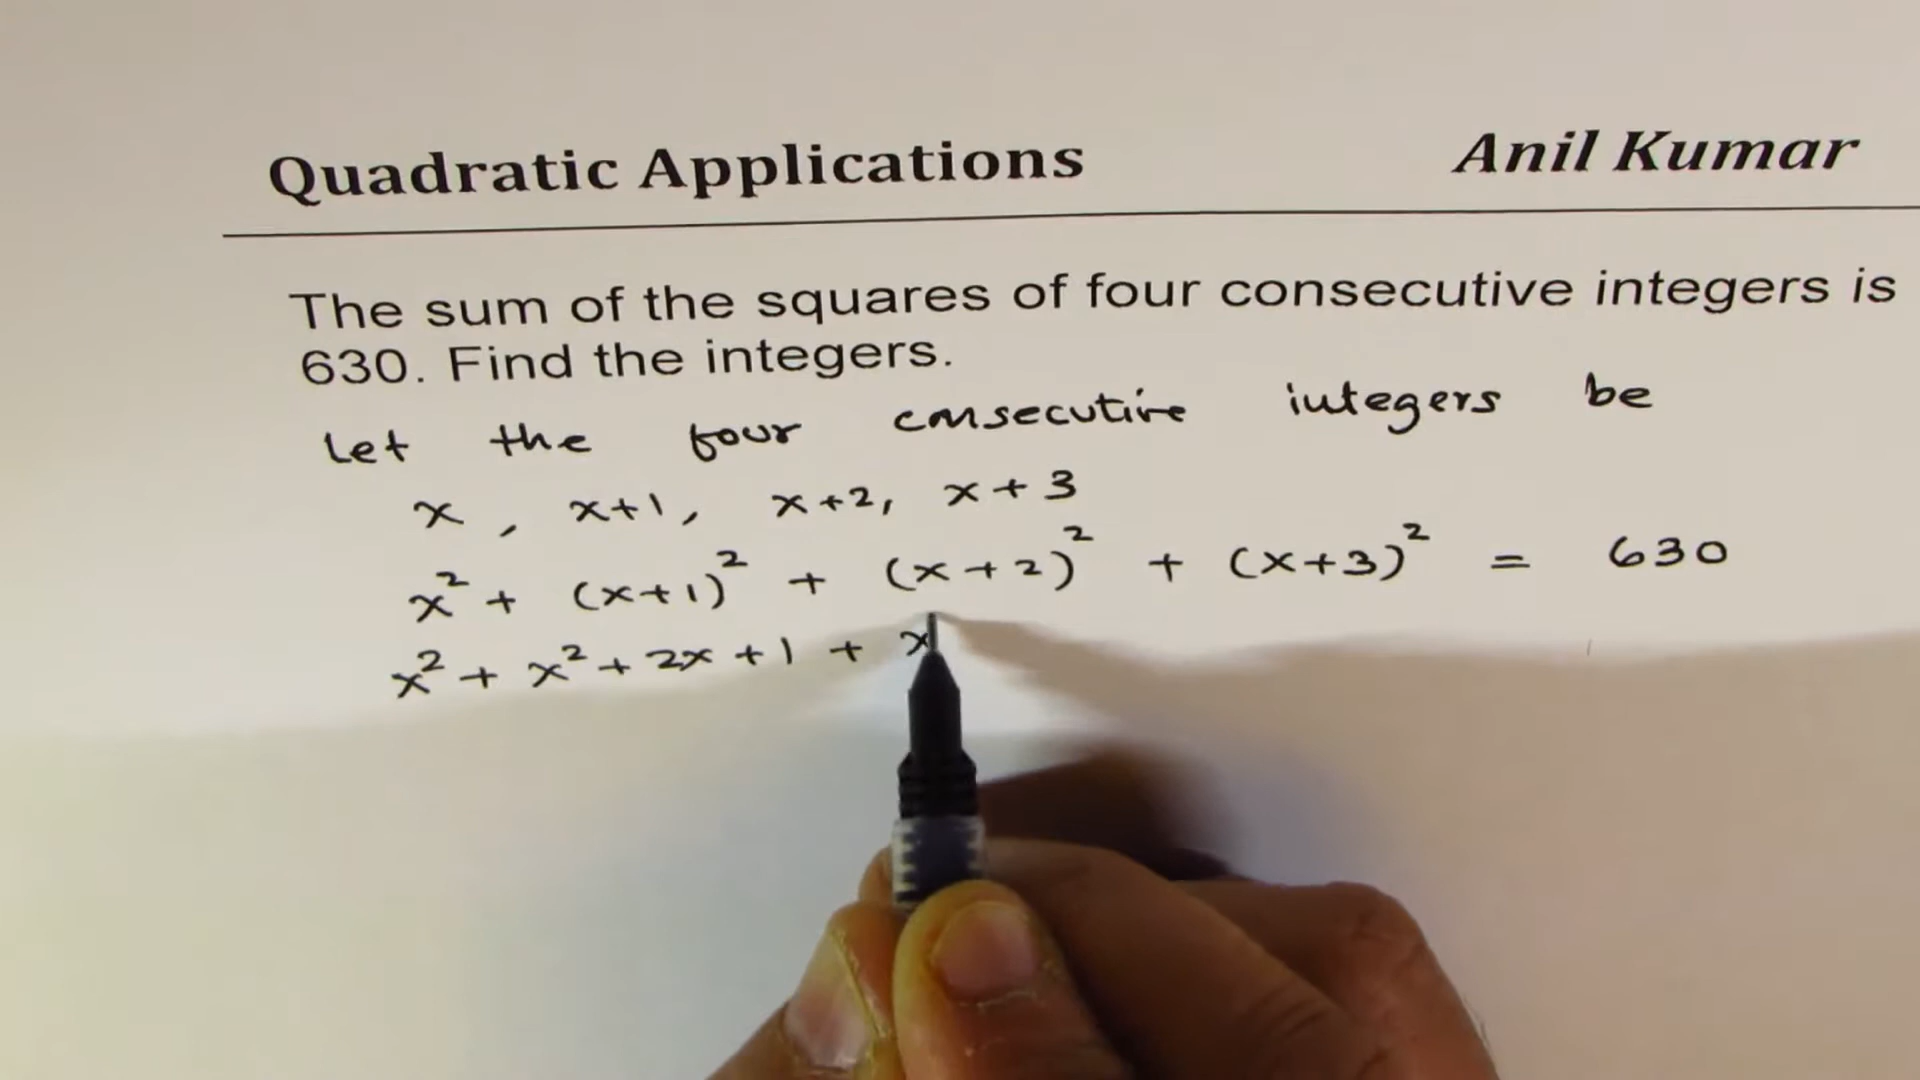 Quadratic Applications Anil Kumar
The sum of the squares of four consecutive integers is
630. Find the integers.
Let the four consecutive integers be
x, x+1, x+2, x+3
x² + (x+1)² + (x+2)² + (x+3)² = 630
x² + x² + 2x + 1 + x